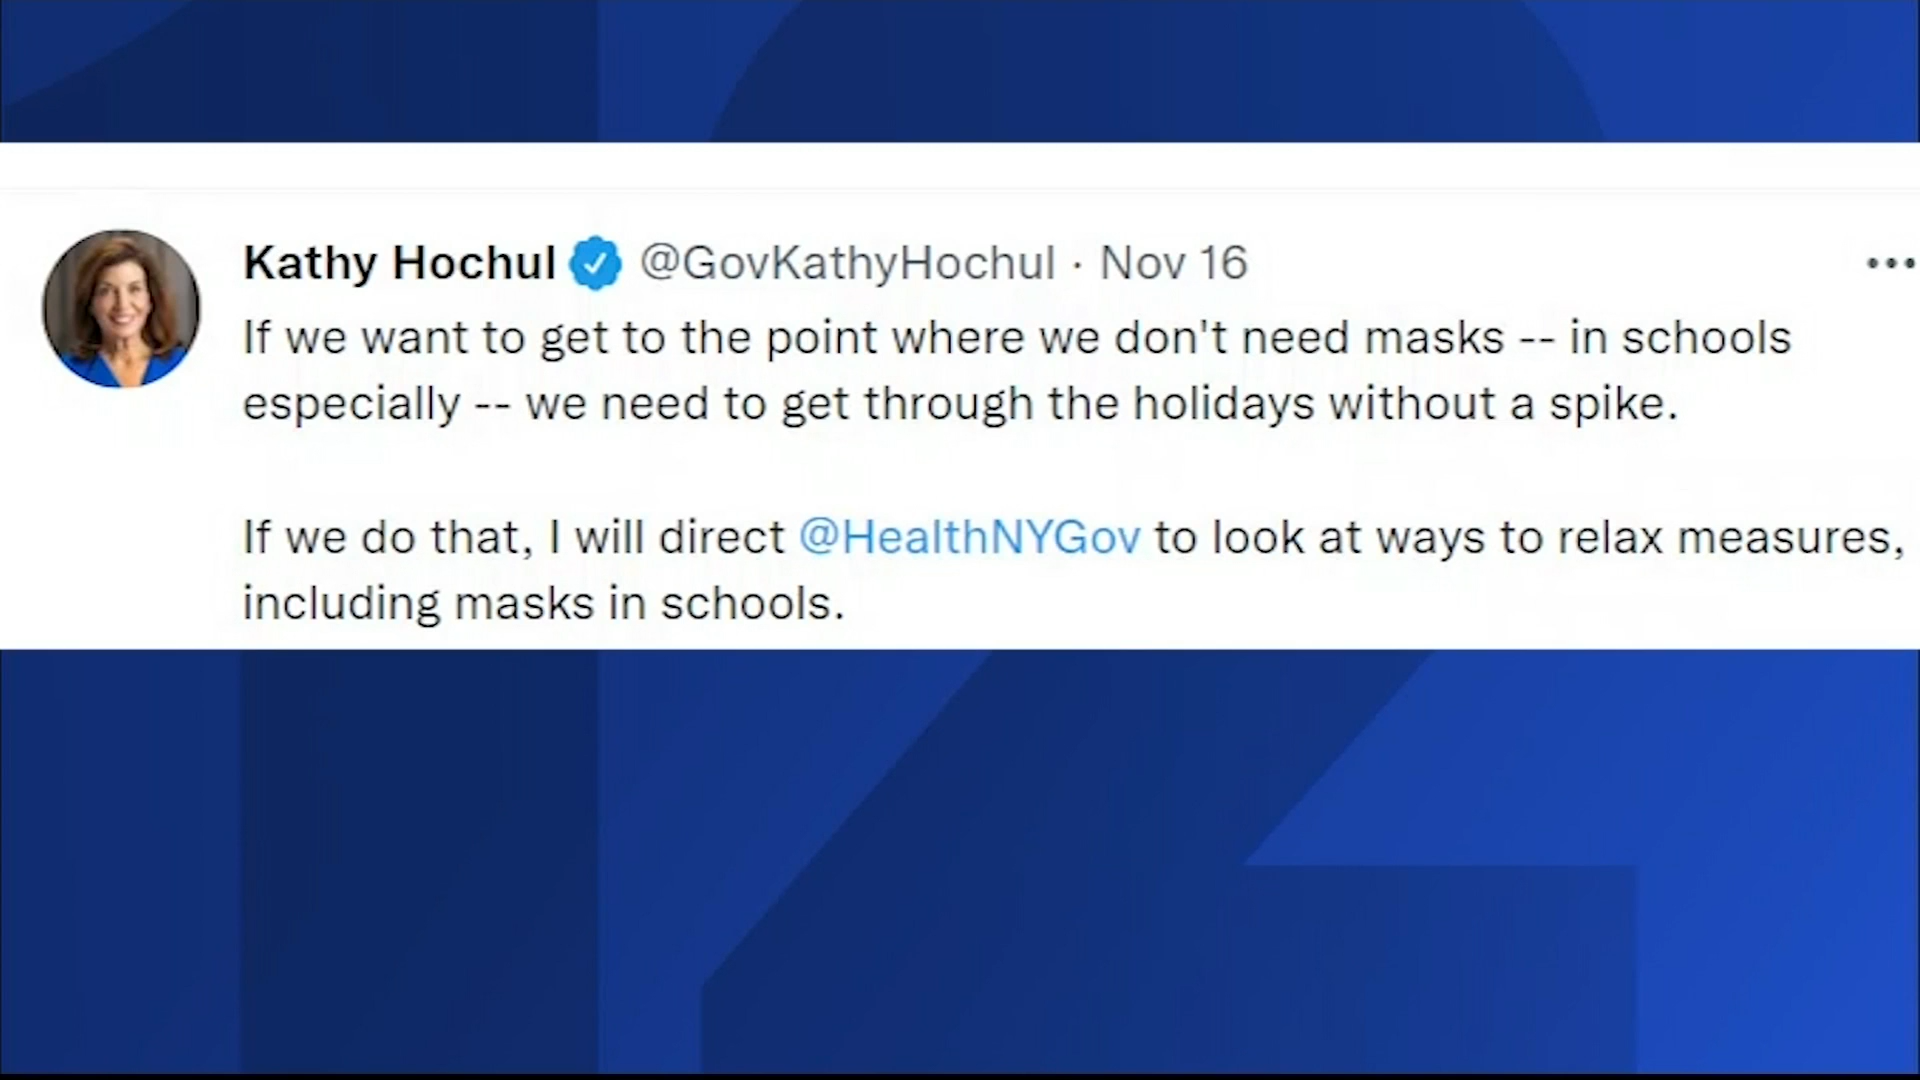 Kathy Hochul @GovKathyHochul · Nov 16
If we want to get to the point where we don't need masks -- in schools
especially -- we need to get through the holidays without a spike.
If we do that, I will direct @HealthNYGov to look at ways to relax measures,
including masks in schools.